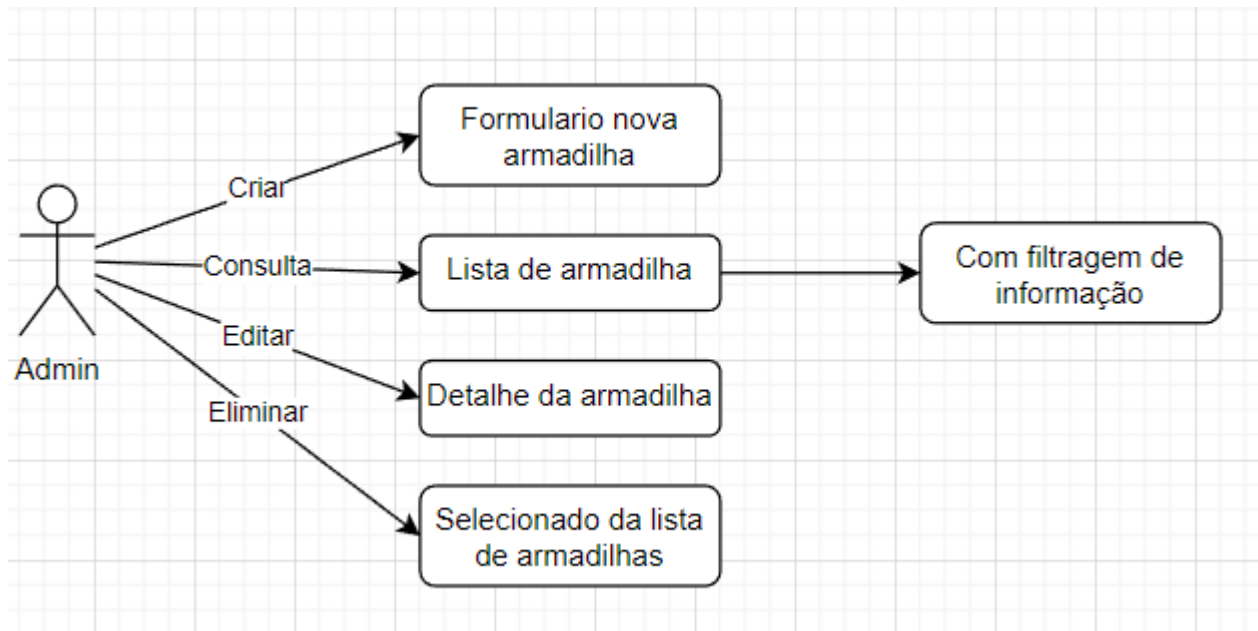 Formulario nova
armadilha
Criar
Consulta
Lista de armadilha
Com filtragem de
informação
Editar
Admin
Detalhe da armadilha
Eliminar
Selecionado da lista
de armadilhas